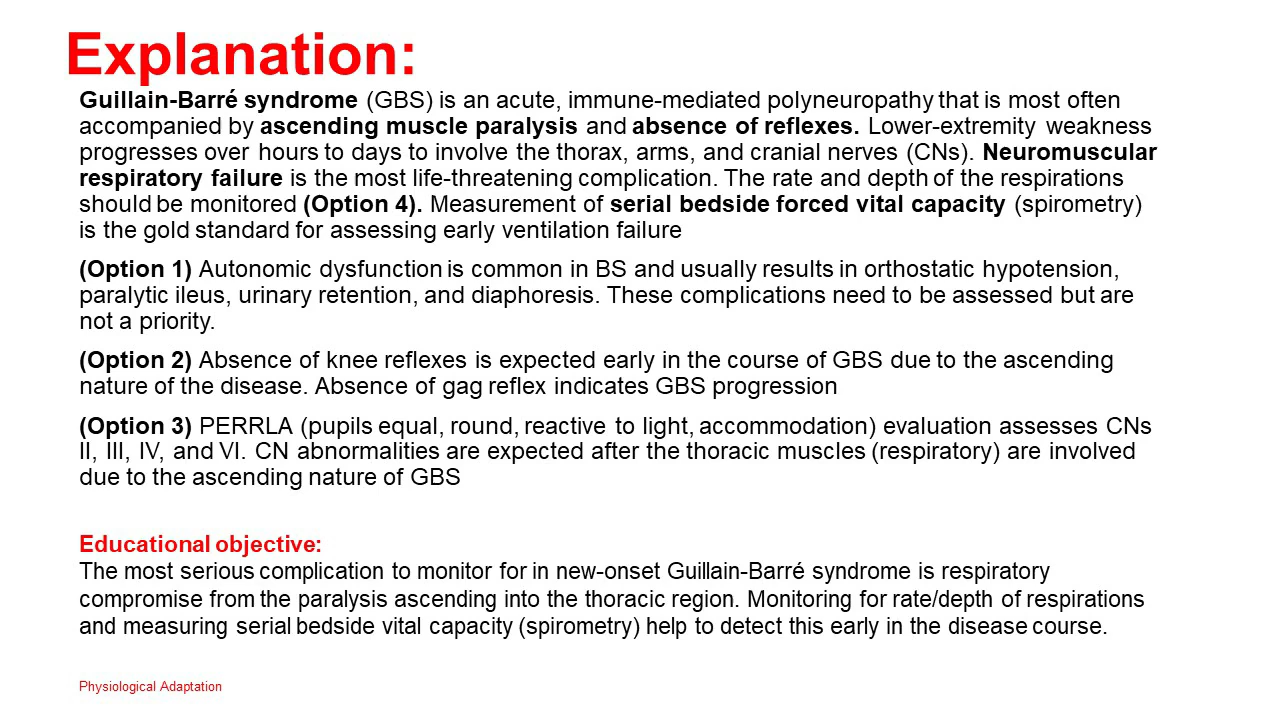 Explanation:
Guillain-Barré syndrome (GBS) is an acute, immune-mediated polyneuropathy that is most often
accompanied by ascending muscle paralysis and absence of reflexes. Lower-extremity weakness
progresses over hours to days to involve the thorax, arms, and cranial nerves (CNs). Neuromuscular
respiratory failure is the most life-threatening complication. The rate and depth of the respirations
should be monitored (Option 4). Measurement of serial bedside forced vital capacity (spirometry)
is the gold standard for assessing early ventilation failure
(Option 1) Autonomic dysfunction is common in BS and usually results in orthostatic hypotension,
paralytic ileus, urinary retention, and diaphoresis. These complications need to be assessed but are
not a priority.
(Option 2) Absence of knee reflexes is expected early in the course of GBS due to the ascending
nature of the disease. Absence of gag reflex indicates GBS progression
(Option 3) PERRLA (pupils equal, round, reactive to light, accommodation) evaluation assesses CNs
II, III, IV, and VI. CN abnormalities are expected after the thoracic muscles (respiratory) are involved
due to the ascending nature of GBS
Educational objective:
The most serious complication to monitor for in new-onset Guillain-Barré syndrome is respiratory
compromise from the paralysis ascending into the thoracic region. Monitoring for rate/depth of respirations
and measuring serial bedside vital capacity (spirometry) help to detect this early in the disease course.
Physiological Adaptation